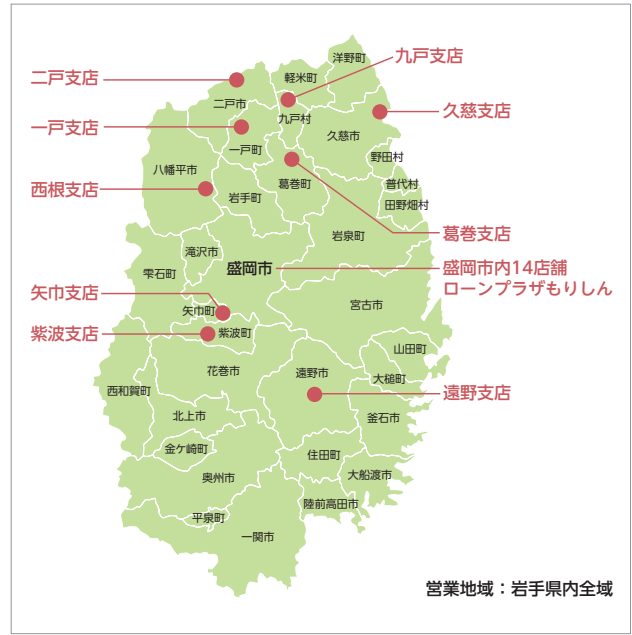 洋野町
九戸支店
軽米町
二戸支店
二戸市
久慈支店
九戸村
一戸支店
久慈市
一戸町
野田村
八幡平市
葛巻町
普代村
西根支店
岩手町
田野畑村
岩泉町
葛巻支店
滝沢市
盛岡市
盛岡市内14店舗
ローンプラザもりしん
雫石町
矢巾支店
宮古市
矢巾町
紫波支店
紫波町
山田町
花巻市
遠野市
大槌町
西和賀町
遠野支店
北上市
釜石市
金ケ崎町
住田町
奥州市
大船渡市
陸前高田市
平泉町
一関市
営業地域：岩手県内全域